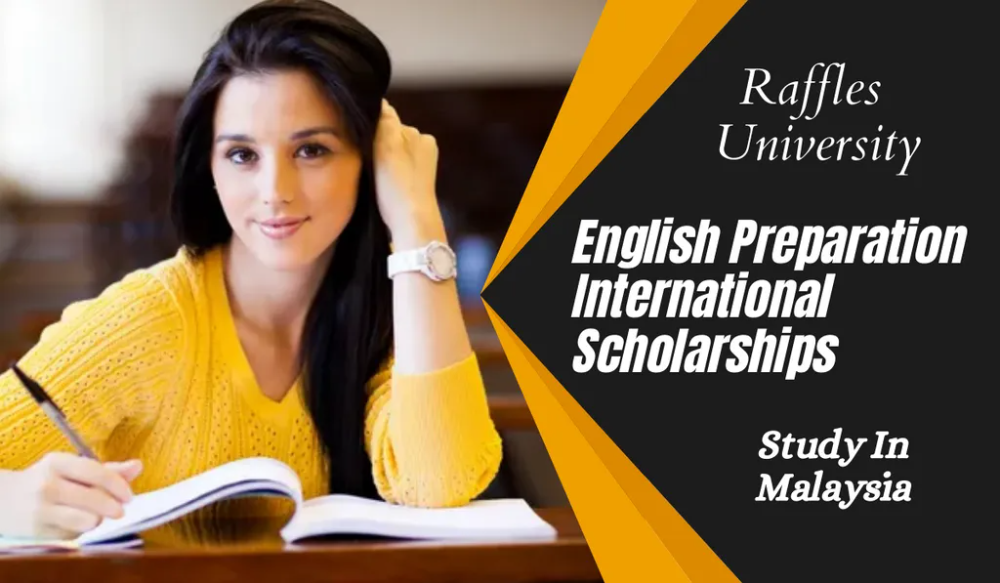 Raffles
University
English Preparation
International
Scholarships
Study In
Malaysia